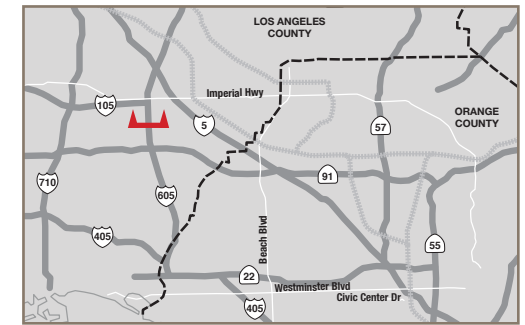 LOS ANGELES
COUNTY
Imperial Hwy
105
5
57
ORANGE
COUNTY
91
710
605
405
55
Beach Blvd
22
Westminster Blvd
Civic Center Dr
405